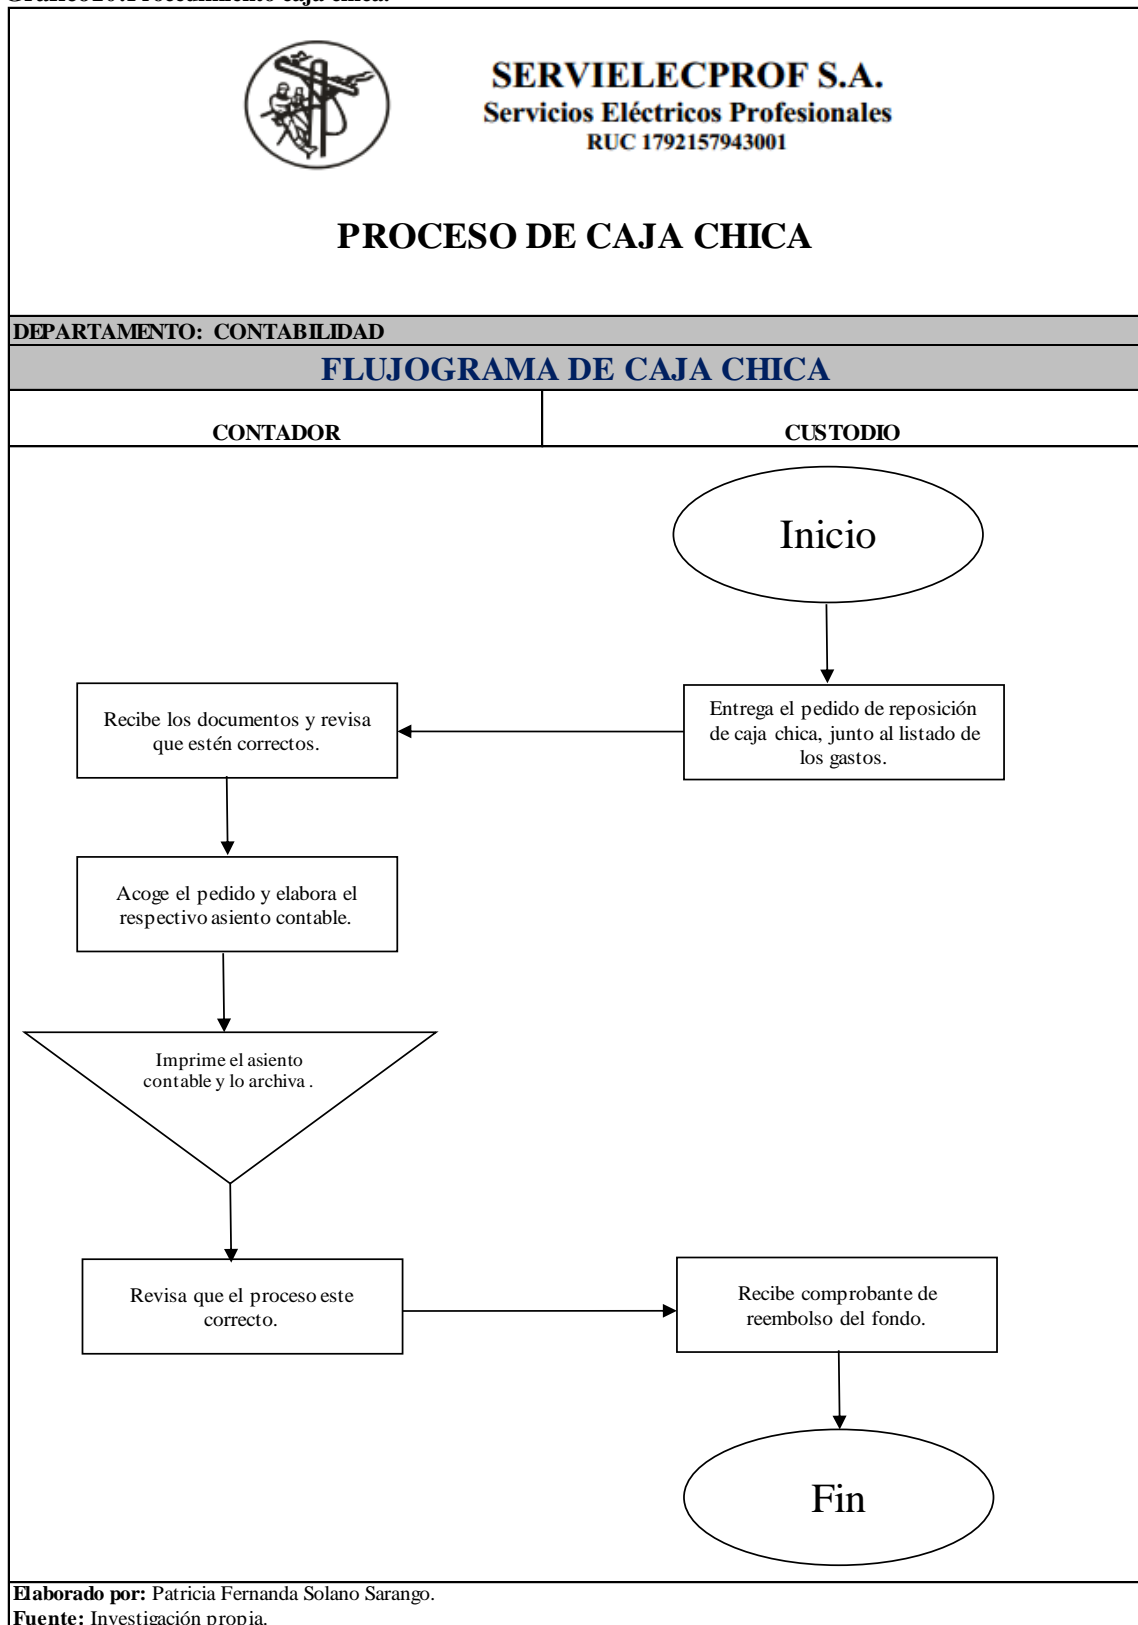 SERVIELECPROF S.A.
Servicios Eléctricos Profesionales
RUC 1792157943001
PROCESO DE CAJA CHICA
DEPARTAMENTO: CONTABILIDAD
FLUJOGRAMA DE CAJA CHICA
CONTADOR
CUSTODIO
Inicio
Entrega el pedido de reposición
de caja chica, junto al listado de
los gastos.
Recibe los documentos y revisa
que estén correctos.
Acoge el pedido y elabora el
respectivo asiento contable.
Imprime el asiento
contable y lo archiva .
Revisa que el proceso este
correcto.
Recibe comprobante de
reembolso del fondo.
Fin
Elaborado por: Patricia Fernanda Solano Sarango.
Fuente: Investigación propia.